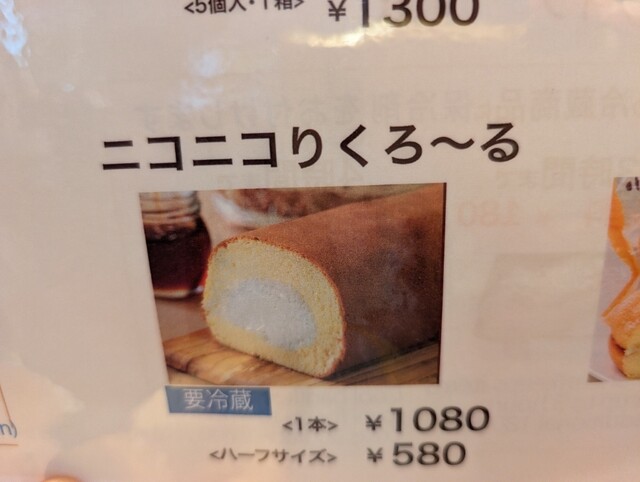 <5個入・1箱> ¥1300
ニコニコりくろ〜る
要冷蔵
<1本> ¥1080
<ハーフサイズ> ¥580